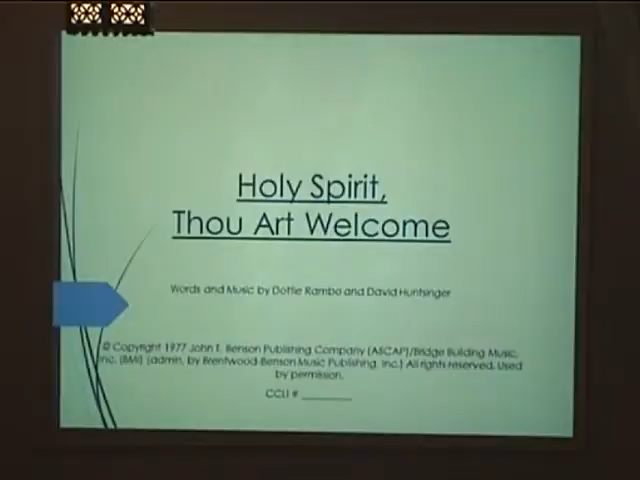 Holy Spirit,
Thou Art Welcome
Words and Music by Dottie Rambo and David Huntsinger
© Copyright 1977 John T. Benson Publishing Company (ASCAP)/Bridge Building Music,
Inc. (BMI) (admin. by Brentwood-Benson Music Publishing, Inc.) All rights reserved. Used
by permission.
CCLI # ________